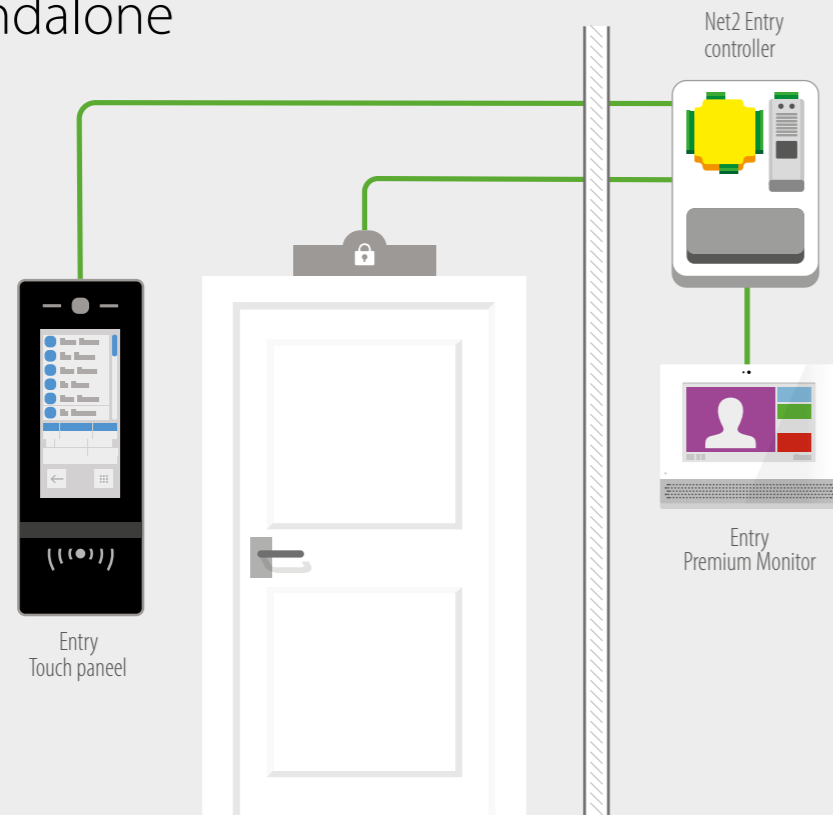 ndalone
Net2 Entry
controller
Entry
Premium Monitor
Entry
Touch paneel